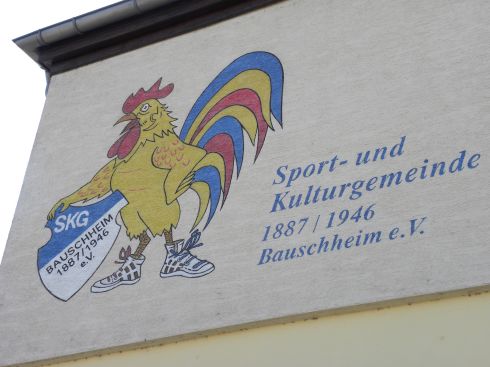 SKG
BAUSCHHEIM
1887/1946
e.V.
Sport- und
Kulturgemeinde
1887 / 1946
Bauschheim e.V.